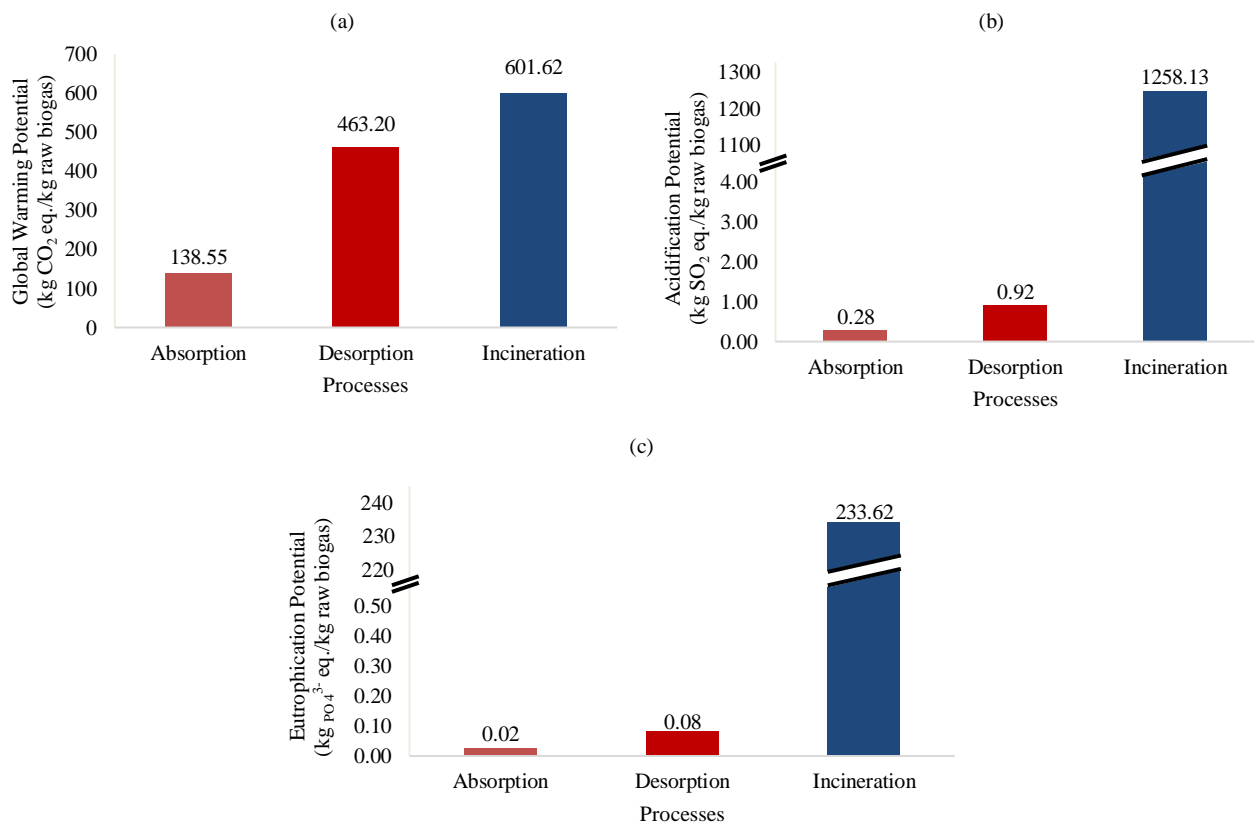 (a)
Global Warming Potential
(kg CO₂ eq./kg raw biogas)
700
600
500
400
300
200
100
0
138.55
463.20
601.62
Absorption Desorption Incineration
Processes
(b)
Acidification Potential
(kg SO₂ eq./kg raw biogas)
1300
1200
1100
4.00
3.00
2.00
1.00
0.00
0.28
0.92
1258.13
Absorption Desorption Incineration
Processes
(c)
Eutrophication Potential
(kg PO₄³⁻ eq./kg raw biogas)
240
230
220
0.50
0.40
0.30
0.20
0.10
0.00
0.02
0.08
233.62
Absorption Desorption Incineration
Processes